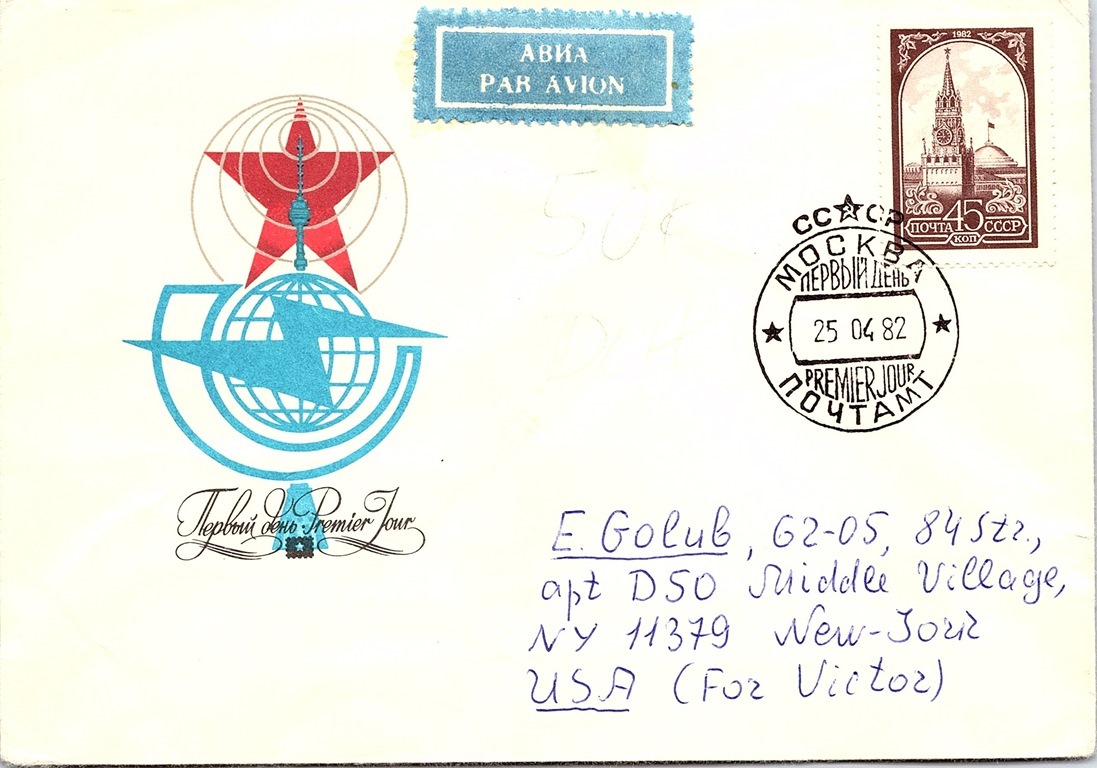 АВИА
PAR AVION
1982
ПОЧТА 45 СССР
КОП
СССР
МОСКВА
ПЕРВЫЙ ДЕНЬ
25 04 82
PREMIER JOUR
ПОЧТАМТ
Первый день Premier Jour
E. Golub, 62-05, 84 Str.,
apt D50 Middle Village,
NY 11379 New-York
USA (For Victor)